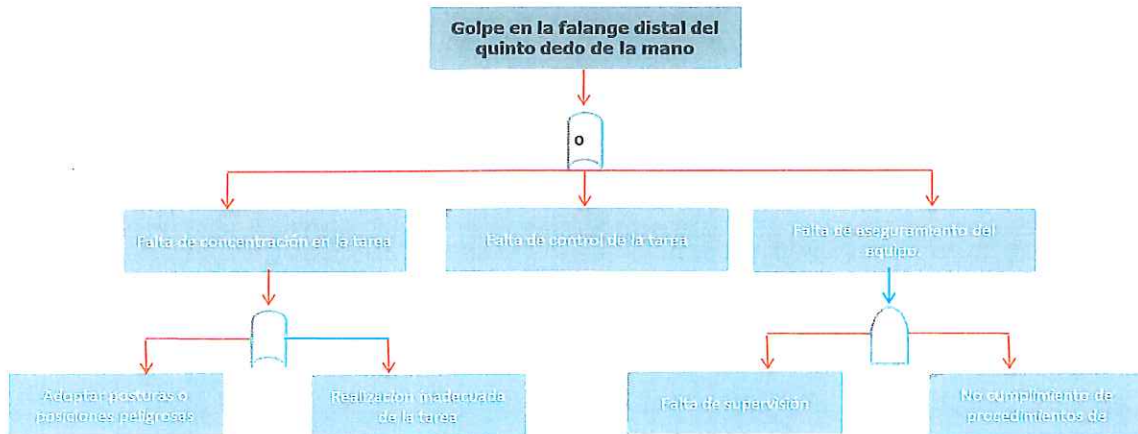 Golpe en la falange distal del
quinto dedo de la mano
O
Falta de concentración en la tarea
Falta de control de la tarea
Falta de aseguramiento del
equipo.
Adoptar posturas o
posiciones peligrosas
Realización inadecuada
de la tarea
Falta de supervisión
No cumplimiento de
procedimientos de